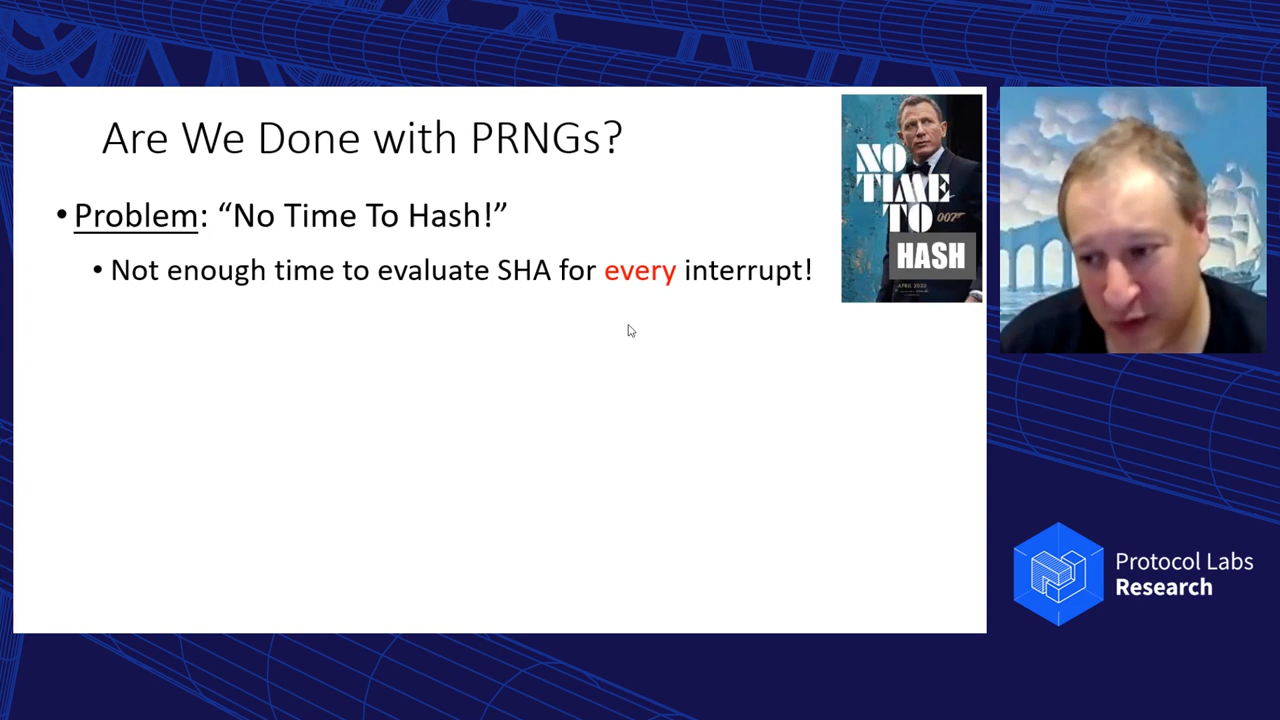 Are We Done with PRNGs?
• Problem: “No Time To Hash!”
• Not enough time to evaluate SHA for every interrupt!
NO
TIME
TO 007
HASH
APRIL 2020
Protocol Labs
Research